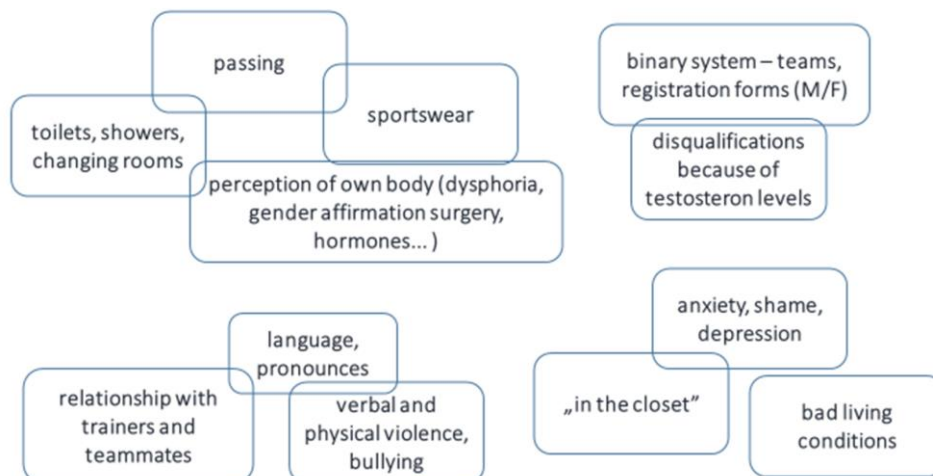 passing
sportswear
toilets, showers,
changing rooms
perception of own body (dysphoria,
gender affirmation surgery,
hormones... )
binary system – teams,
registration forms (M/F)
disqualifications
because of
testosteron levels
language,
pronounces
relationship with
trainers and
teammates
verbal and
physical violence,
bullying
anxiety, shame,
depression
„in the closet”
bad living
conditions